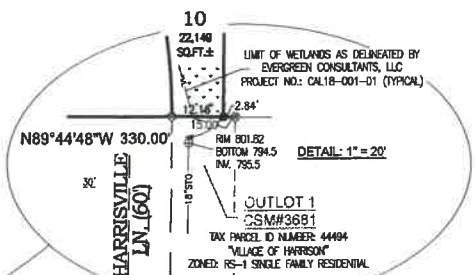 10
22,149
SQ.FT.±
LIMIT OF WETLANDS AS DELINEATED BY
EVERGREEN CONSULTANTS, LLC
PROJECT NO.: CAL18-001-01 (TYPICAL)
12.16'
2.84'
15.00'
N89°44'48"W 330.00'
RIM 801.82
BOTTOM 794.5
INV. 795.5
DETAIL: 1" = 20'
30'
18"STO
HARRISVILLE
LN. (60')
OUTLOT 1
CSM#3681
TAX PARCEL ID NUMBER: 44494
"VILLAGE OF HARRISON"
ZONED: RS-1 SINGLE FAMILY RESIDENTIAL